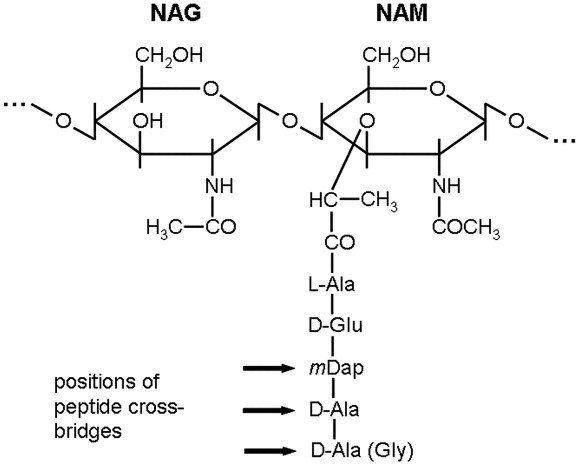 NAG NAM
CH2OH CH2OH
O O
... O OH O O O ...
NH HC CH3 NH
H3C CO CO COCH3
L-Ala
D-Glu
mDap
positions of
peptide cross- D-Ala
bridges
D-Ala (Gly)